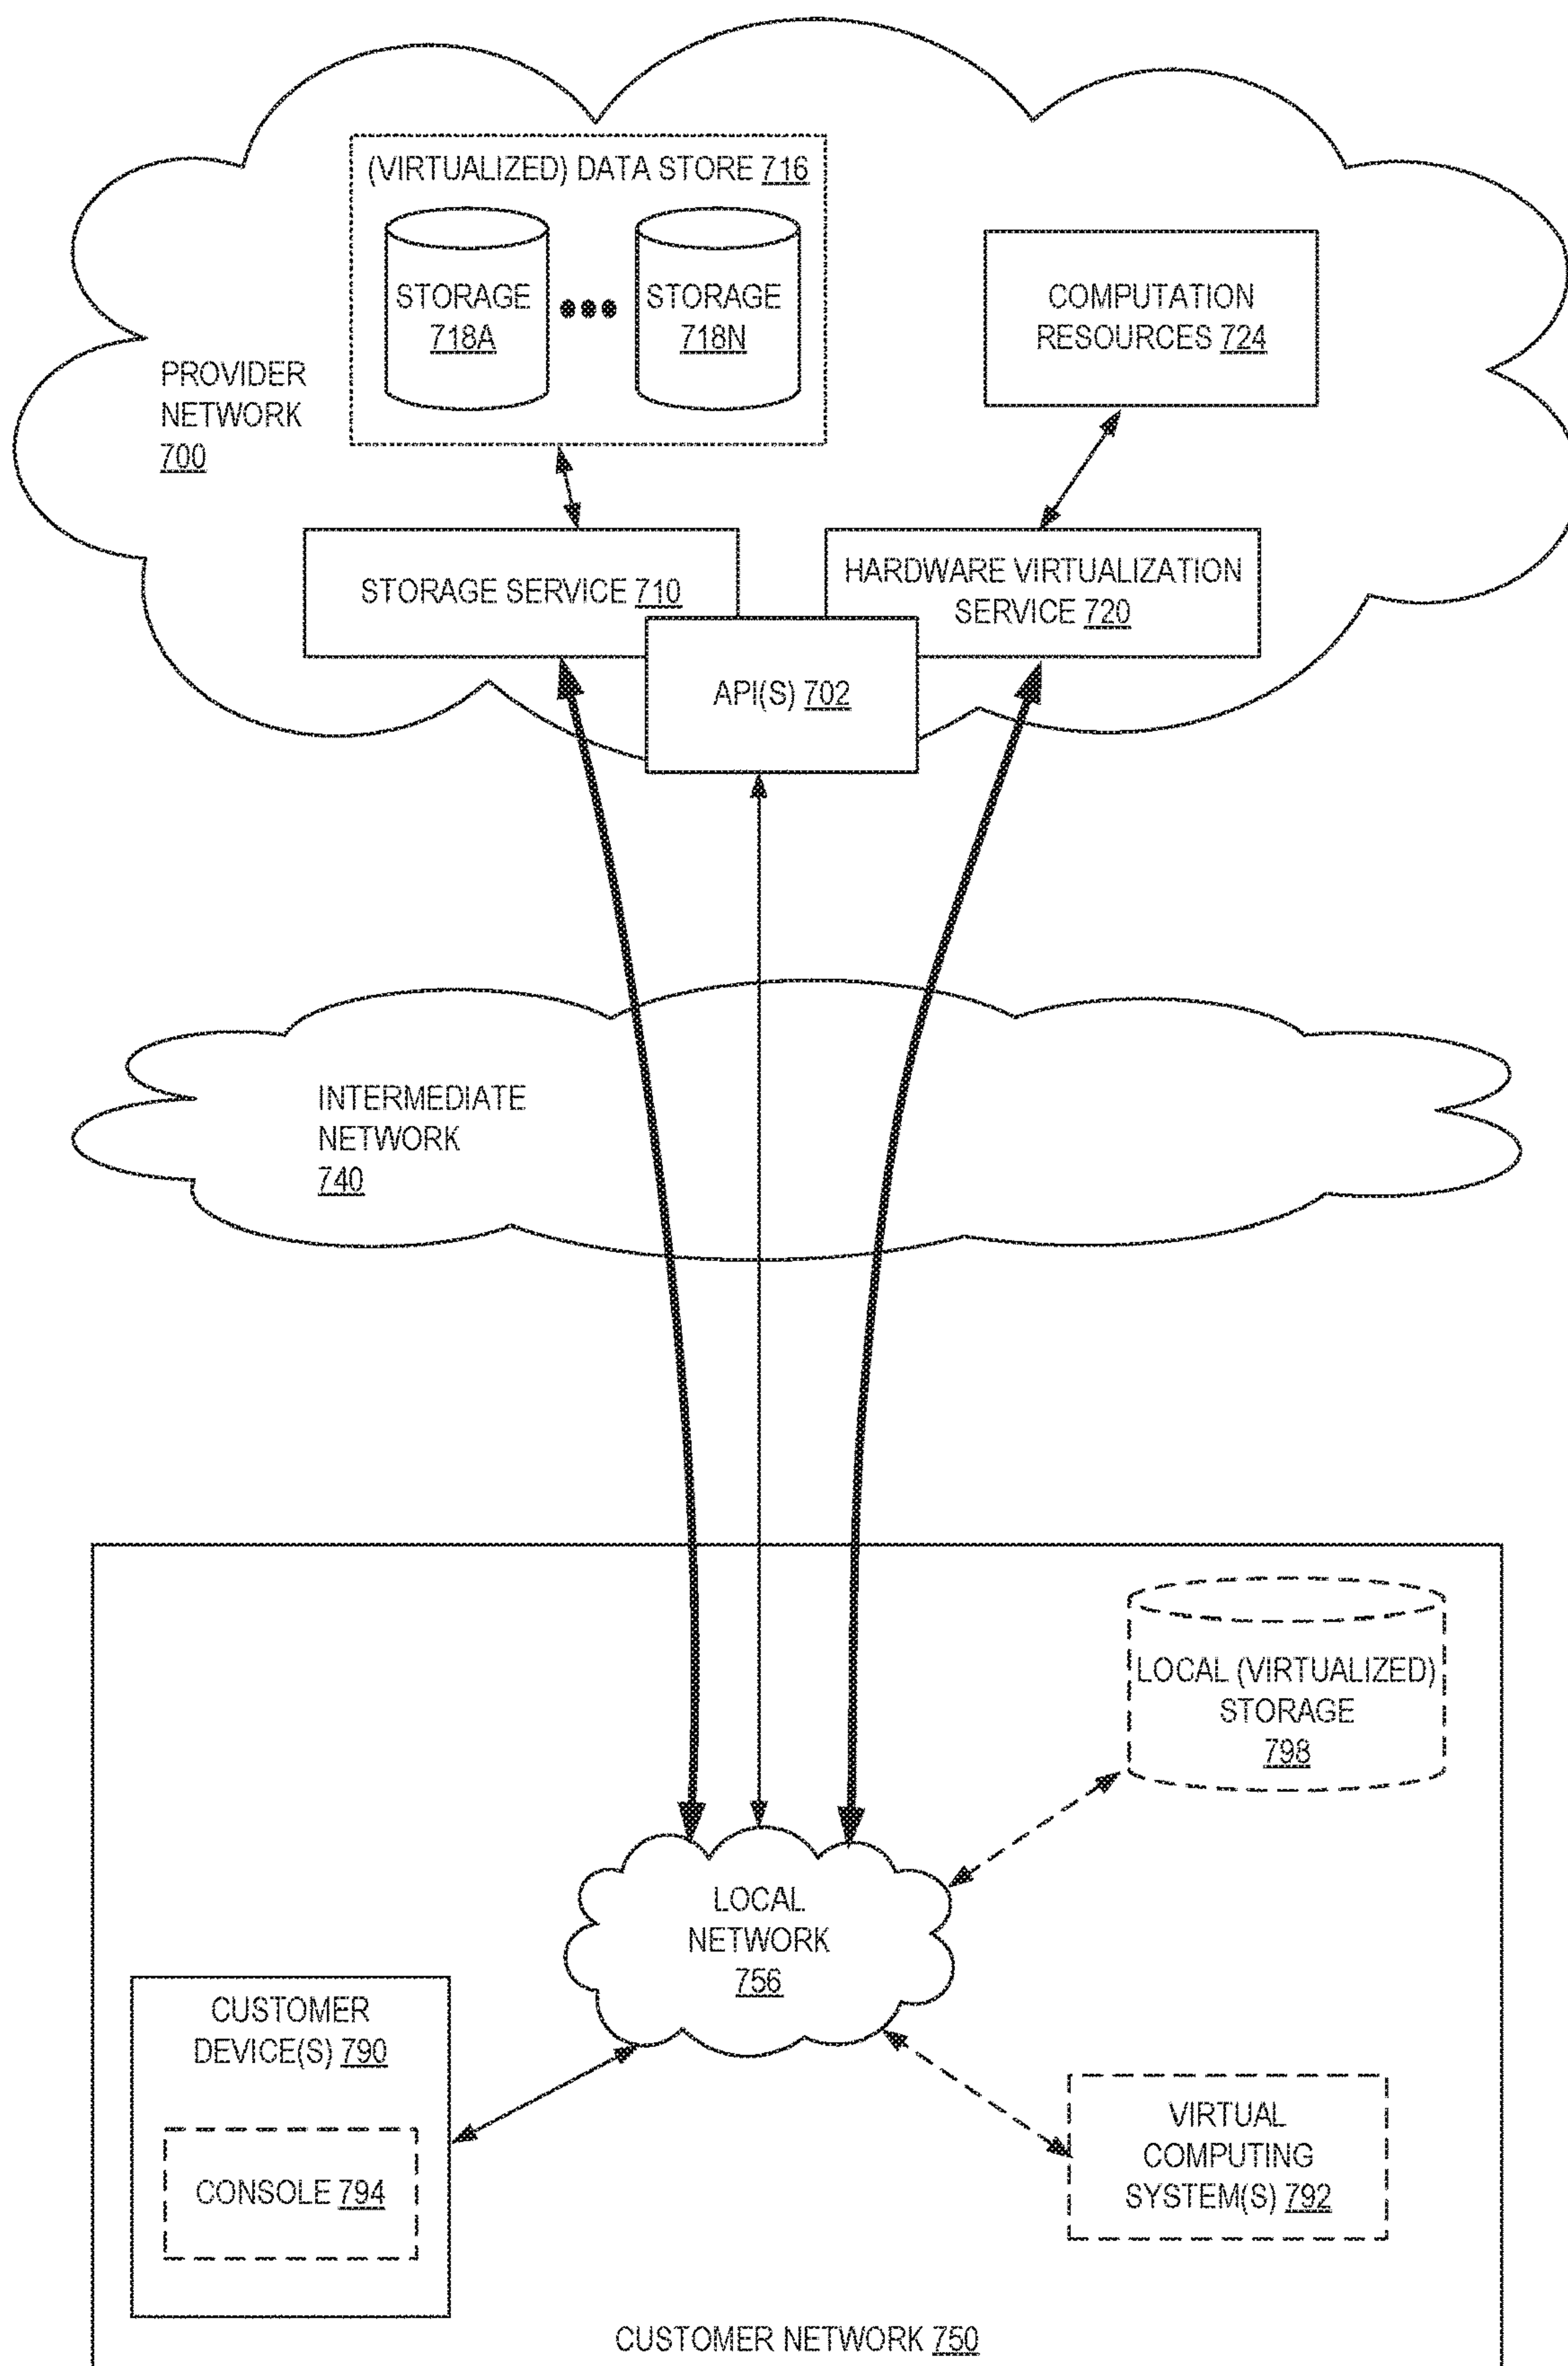 (VIRTUALIZED) DATA STORE 716
STORAGE
718A
STORAGE
718N
COMPUTATION
RESOURCES 724
PROVIDER
NETWORK
700
STORAGE SERVICE 710
HARDWARE VIRTUALIZATION
SERVICE 720
API(S) 702
INTERMEDIATE
NETWORK
740
LOCAL (VIRTUALIZED)
STORAGE
798
LOCAL
NETWORK
756
CUSTOMER
DEVICE(S) 790
CONSOLE 794
VIRTUAL
COMPUTING
SYSTEM(S) 792
CUSTOMER NETWORK 750